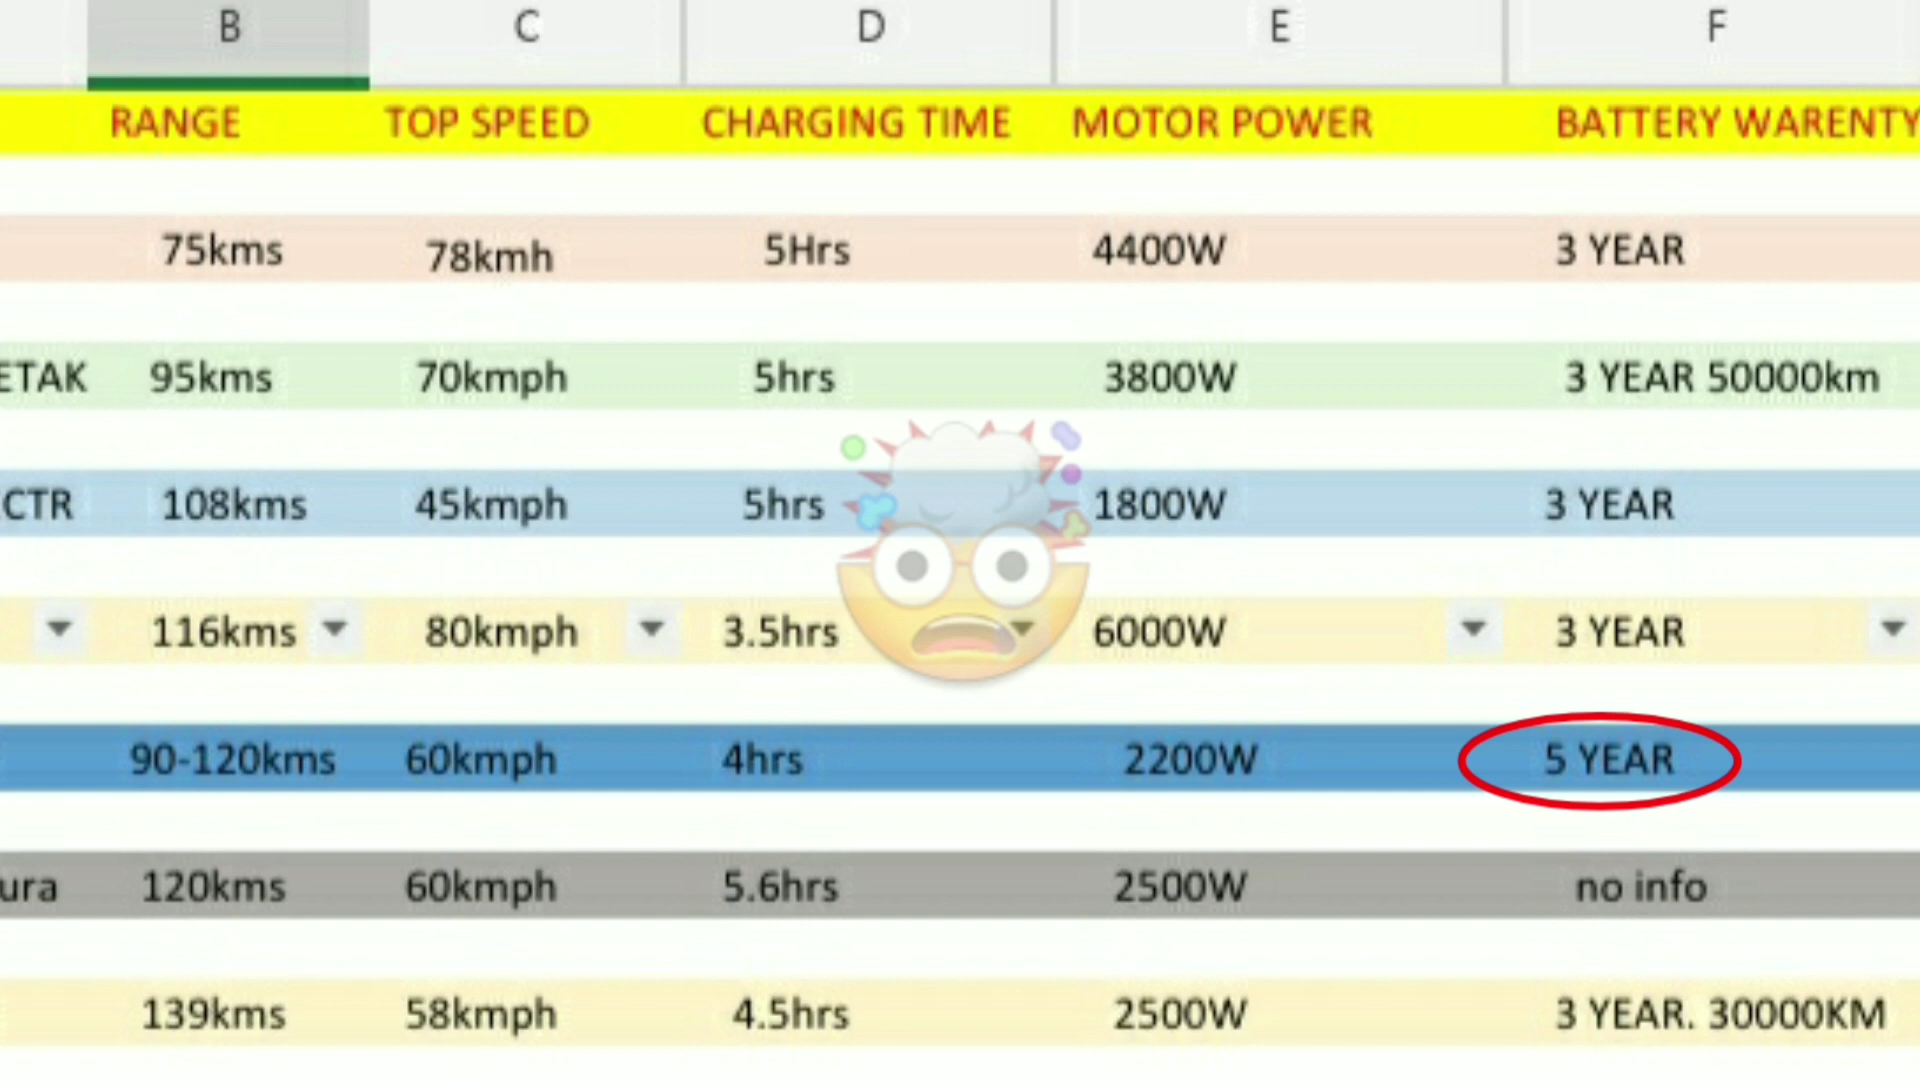 B C D E F
RANGE TOP SPEED CHARGING TIME MOTOR POWER BATTERY WARENTY
75kms 78kmh 5Hrs 4400W 3 YEAR
ETAK 95kms 70kmph 5hrs 3800W 3 YEAR 50000km
CTR 108kms 45kmph 5hrs 1800W 3 YEAR
116kms 80kmph 3.5hrs 6000W 3 YEAR
90-120kms 60kmph 4hrs 2200W 5 YEAR
ura 120kms 60kmph 5.6hrs 2500W no info
139kms 58kmph 4.5hrs 2500W 3 YEAR. 30000KM